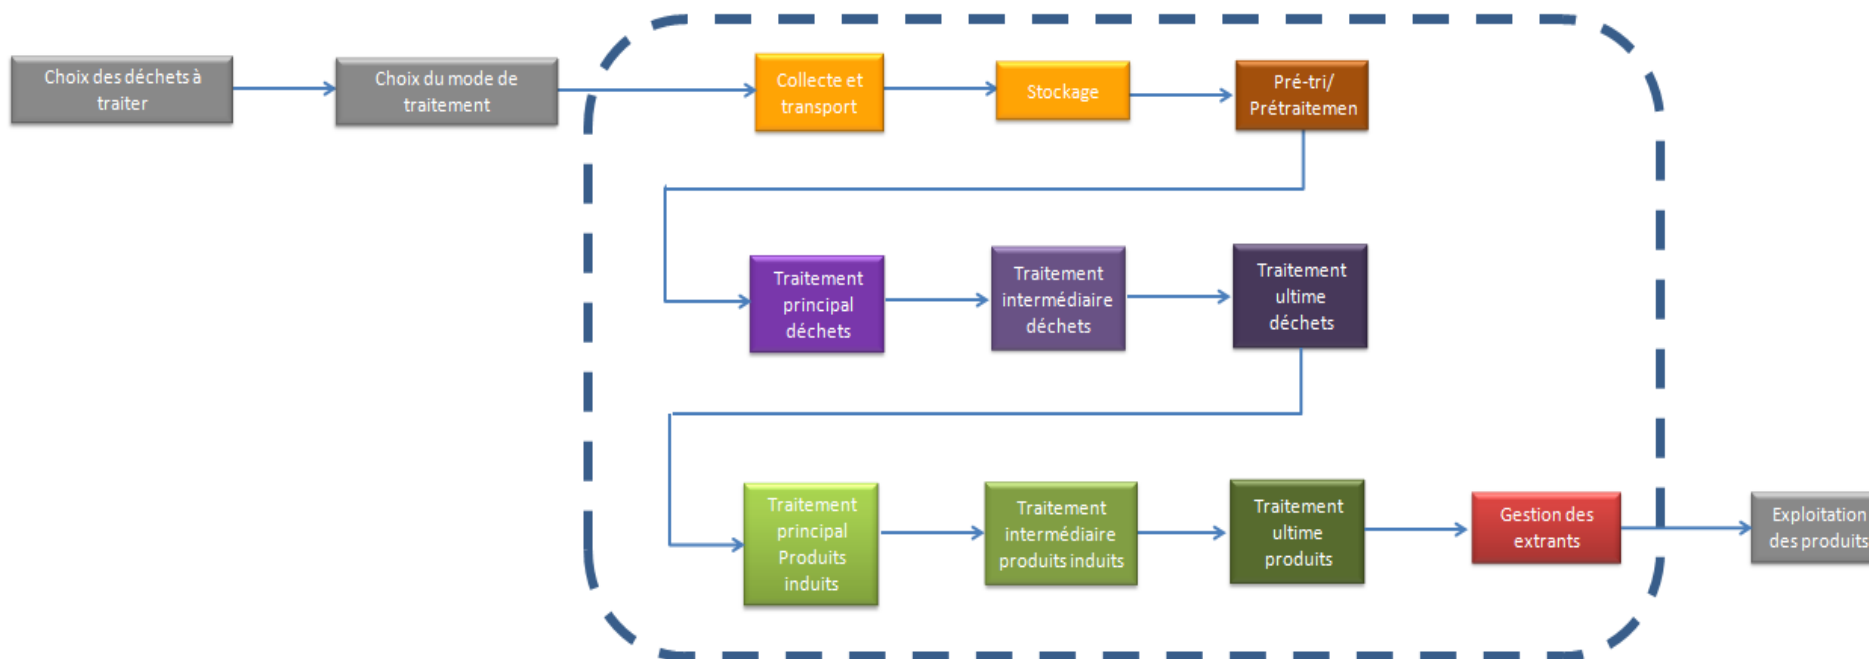 Choix des déchets à
traiter
Choix du mode de
traitement
Collecte et
transport
Stockage
Pré-tri/
Prétraitemen
Traitement
principal
déchets
Traitement
intermédiaire
déchets
Traitement
ultime
déchets
Traitement
principal
Produits
induits
Traitement
intermédiaire
produits induits
Traitement
ultime
produits
Gestion des
extrants
Exploitation
des produits